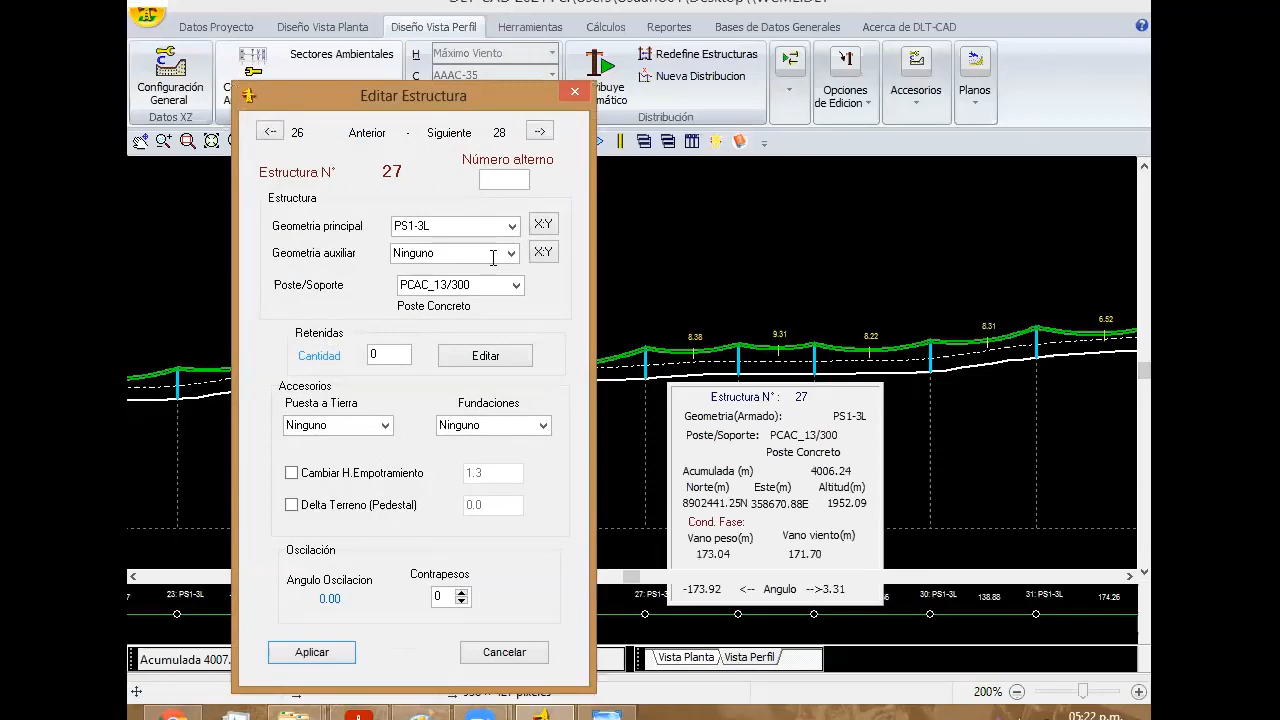 Datos Proyecto Diseño Vista Planta Diseño Vista Perfil Herramientas Cálculos Reportes Bases de Datos Generales Acerca de DLT-CAD
Configuración General
Datos XZ
Sectores Ambientales
H Máximo Viento
C AAAC-35
Redefine Estructuras
Nueva Distribucion
Distribución
Opciones de Edicion
Accesorios
Planos
Editar Estructura
<-- 26 Anterior - Siguiente 28 -->
Estructura N° 27
Número alterno
Estructura
Geometria principal PS1-3L X:Y
Geometria auxiliar Ninguno X:Y
Poste/Soporte PCAC_13/300
Poste Concreto
Retenidas
Cantidad 0 Editar
Accesorios
Puesta a Tierra Fundaciones
Ninguno Ninguno
Cambiar H.Empotramiento 1.3
Delta Terreno (Pedestal) 0.0
Oscilación
Angulo Oscilacion Contrapesos
0.00 0
Aplicar Cancelar
8.38 9.31 8.22 8.31 6.52
Estructura N° : 27
Geometria(Armado) PS1-3L
Poste/Soporte: PCAC_13/300
Poste Concreto
Acumulada (m) 4006.24
Norte(m) Este(m) Altitud(m)
8902441.25N 358670.88E 1952.09
Cond. Fase:
Vano peso(m) Vano viento(m)
173.04 171.70
-173.92 <-- Angulo -->3.31
23: PS1-3L 30: PS1-3L 138.88 31: PS1-3L 174.26
Acumulada 4007.
Vista Planta Vista Perfil
200%
05:22 p.m.